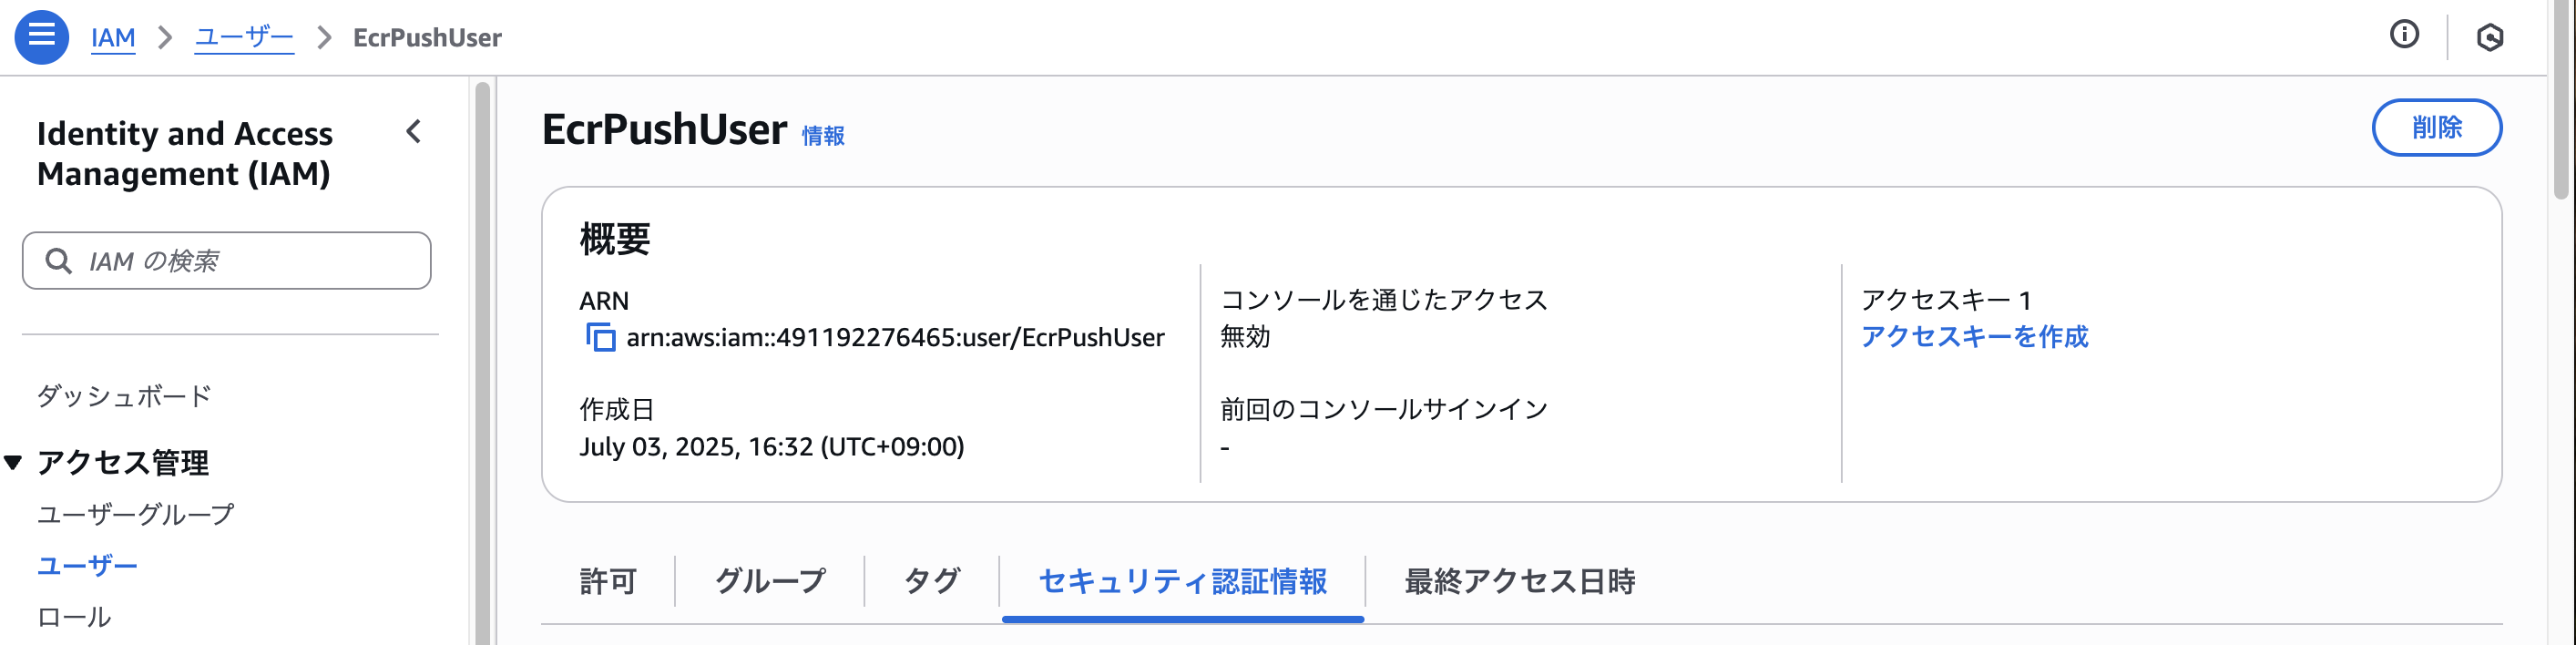 IAM > ユーザー > EcrPushUser
Identity and Access
Management (IAM)
IAM の検索
ダッシュボード
アクセス管理
ユーザーグループ
ユーザー
ロール
EcrPushUser 情報
削除
概要
ARN
arn:aws:iam::491192276465:user/EcrPushUser
作成日
July 03, 2025, 16:32 (UTC+09:00)
コンソールを通じたアクセス
無効
前回のコンソールサインイン
-
アクセスキー 1
アクセスキーを作成
許可 グループ タグ セキュリティ認証情報 最終アクセス日時